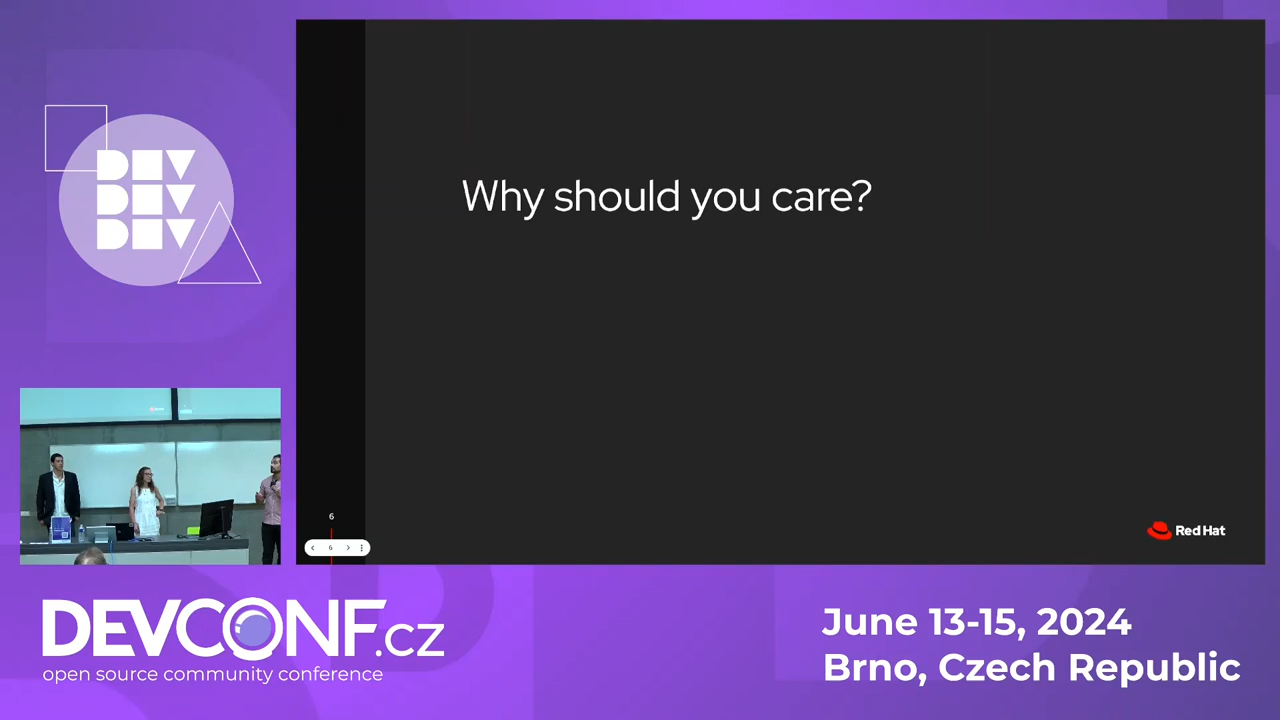 DEV
DEV
DEV
Why should you care?
6
6
Red Hat
DEVCONF.cz
open source community conference
June 13-15, 2024
Brno, Czech Republic